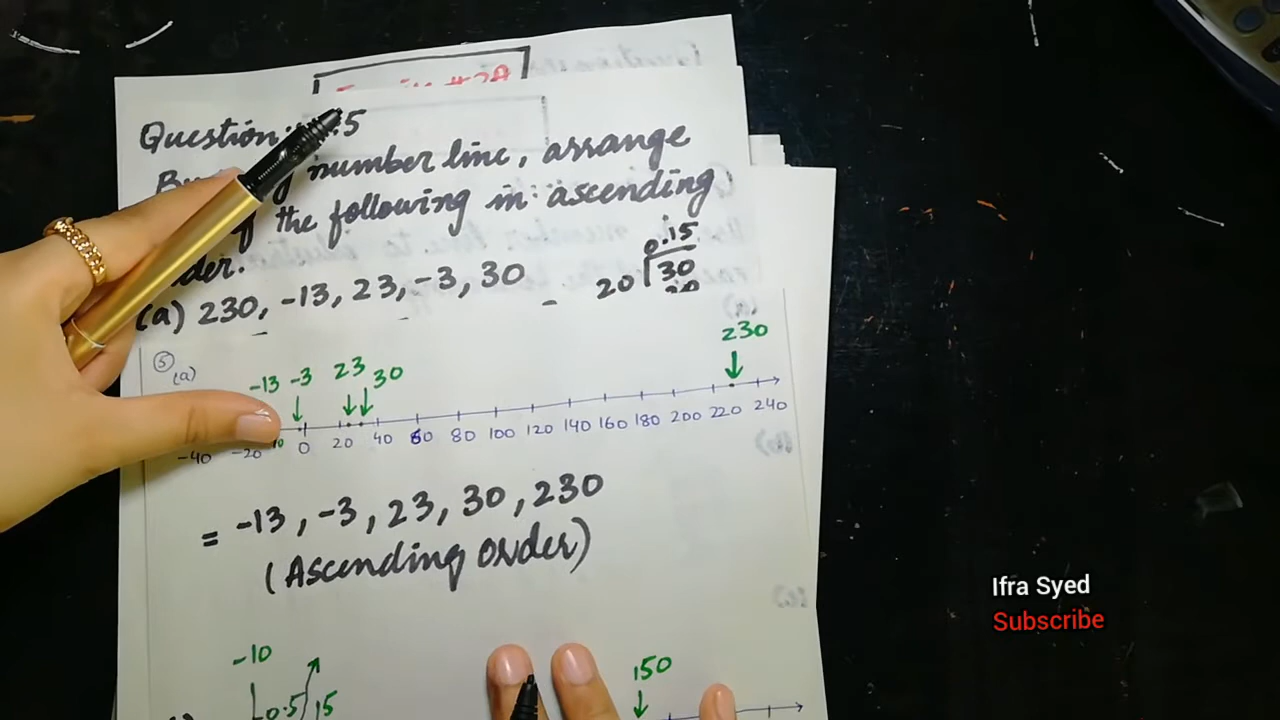 Question: .5
number line, arrange
the following in ascending
der.
(a) 230, -13, 23, -3, 30
0.15
20 30
⑤ (a)
-13 -3 23 30 230
-40 -20 0 20 40 60 80 100 120 140 160 180 200 220 240
= -13, -3, 23, 30, 230
(Ascending order)
-10
0.5 15
150
Ifra Syed
Subscribe